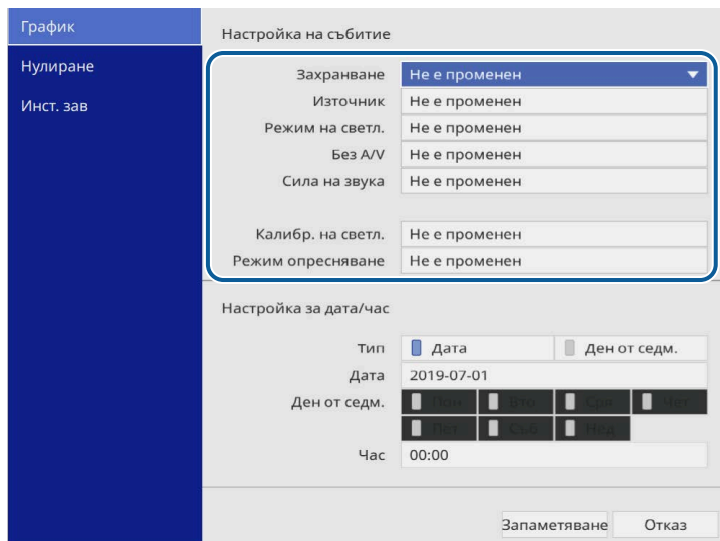 График
Нулиране
Инст. зав
Настройка на събитие
Захранване Не е променен
Източник Не е променен
Режим на светл. Не е променен
Без A/V Не е променен
Сила на звука Не е променен
Калибр. на светл. Не е променен
Режим опресняване Не е променен
Настройка за дата/час
Тип Дата Ден от седм.
Дата 2019-07-01
Ден от седм. Пон Вто Сря Чет
Пет Съб Нед
Час 00:00
Запаметяване Отказ